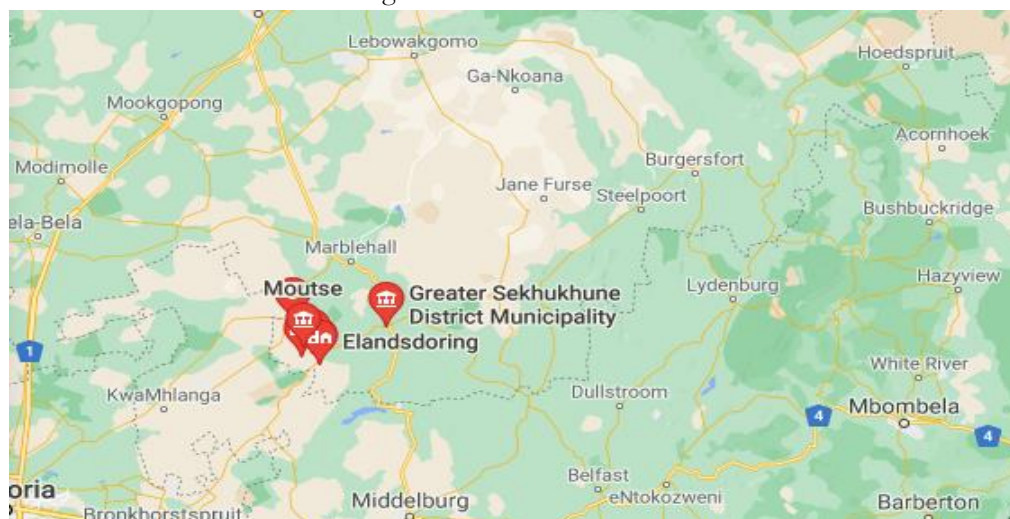 Lebowakgomo
Hoedspruit
Ga-Nkoana
Mookgopong
Acornhoek
Modimolle
Burgersfort
Jane Furse
Steelpoort
Bushbuckridge
ela-Bela
Marblehall
Hazyview
Moutse
Lydenburg
Greater Sekhukhune
District Municipality
Elandsdoring
1
White River
KwaMhlanga
Dullstroom
Mbombela
4
4
Belfast
oria
eNtokozweni
Middelburg
Barberton
Bronkhorstspruit